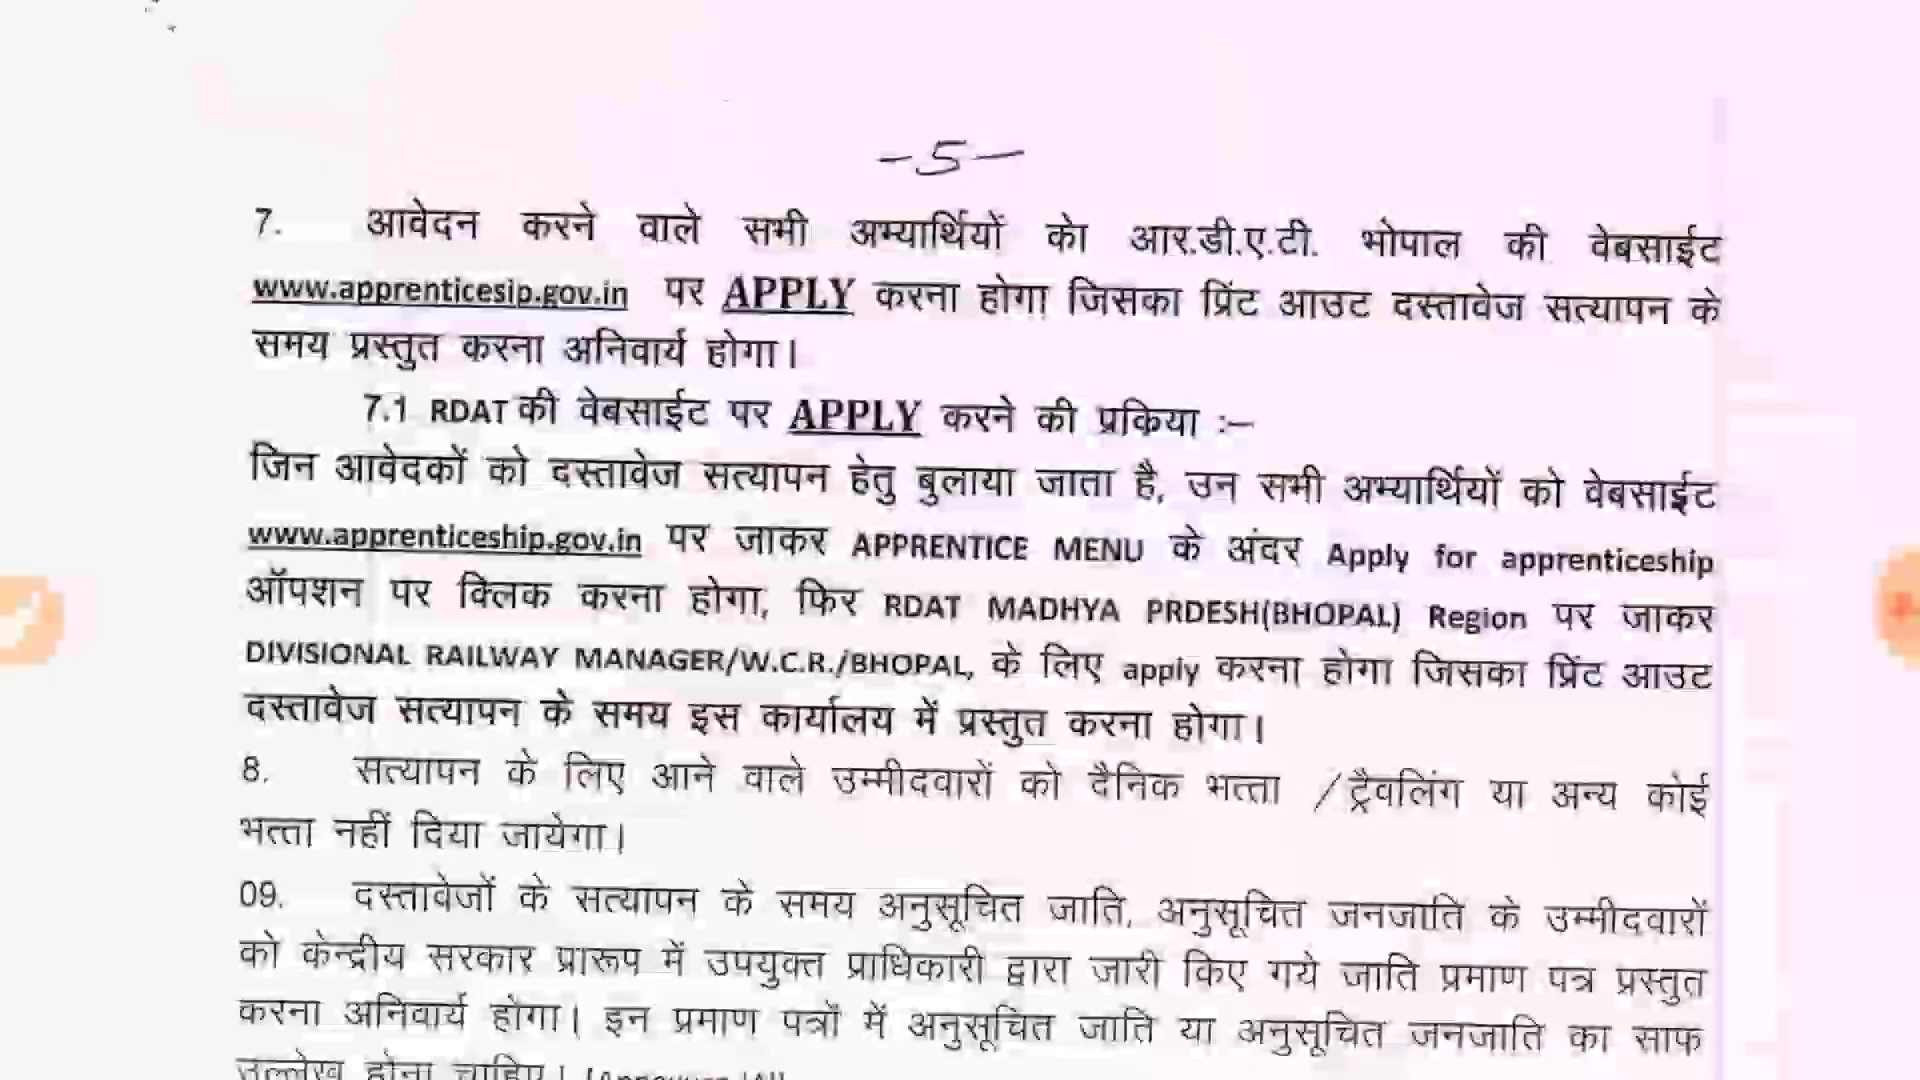 -5-
7. आवेदन करने वाले सभी अभ्यार्थियों केा आर.डी.ए.टी. भोपाल की वेबसाईट
www.apprenticesip.gov.in पर APPLY करना होगा जिसका प्रिंट आउट दस्तावेज सत्यापन के
समय प्रस्तुत करना अनिवार्य होगा।
7.1 RDAT की वेबसाईट पर APPLY करने की प्रकिया :–
जिन आवेदकों को दस्तावेज सत्यापन हेतु बुलाया जाता है, उन सभी अभ्यार्थियों को वेबसाईट
www.apprenticeship.gov.in पर जाकर APPRENTICE MENU के अंदर Apply for apprenticeship
ऑपशन पर क्लिक करना होगा, फिर RDAT MADHYA PRDESH(BHOPAL) Region पर जाकर
DIVISIONAL RAILWAY MANAGER/W.C.R./BHOPAL, के लिए apply करना होगा जिसका प्रिंट आउट
दस्तावेज सत्यापन के समय इस कार्यालय में प्रस्तुत करना होगा।
8. सत्यापन के लिए आने वाले उम्मीदवारों को दैनिक भत्ता /ट्रैवलिंग या अन्य कोई
भत्ता नहीं दिया जायेगा।
09. दस्तावेजों के सत्यापन के समय अनुसूचित जाति, अनुसूचित जनजाति के उम्मीदवारों
को केन्द्रीय सरकार प्रारूप में उपयुक्त प्राधिकारी द्वारा जारी किए गये जाति प्रमाण पत्र प्रस्तुत
करना अनिवार्य होगा। इन प्रमाण पत्रों में अनुसूचित जाति या अनुसूचित जनजाति का साफ
उल्लेख होना चाहिए।